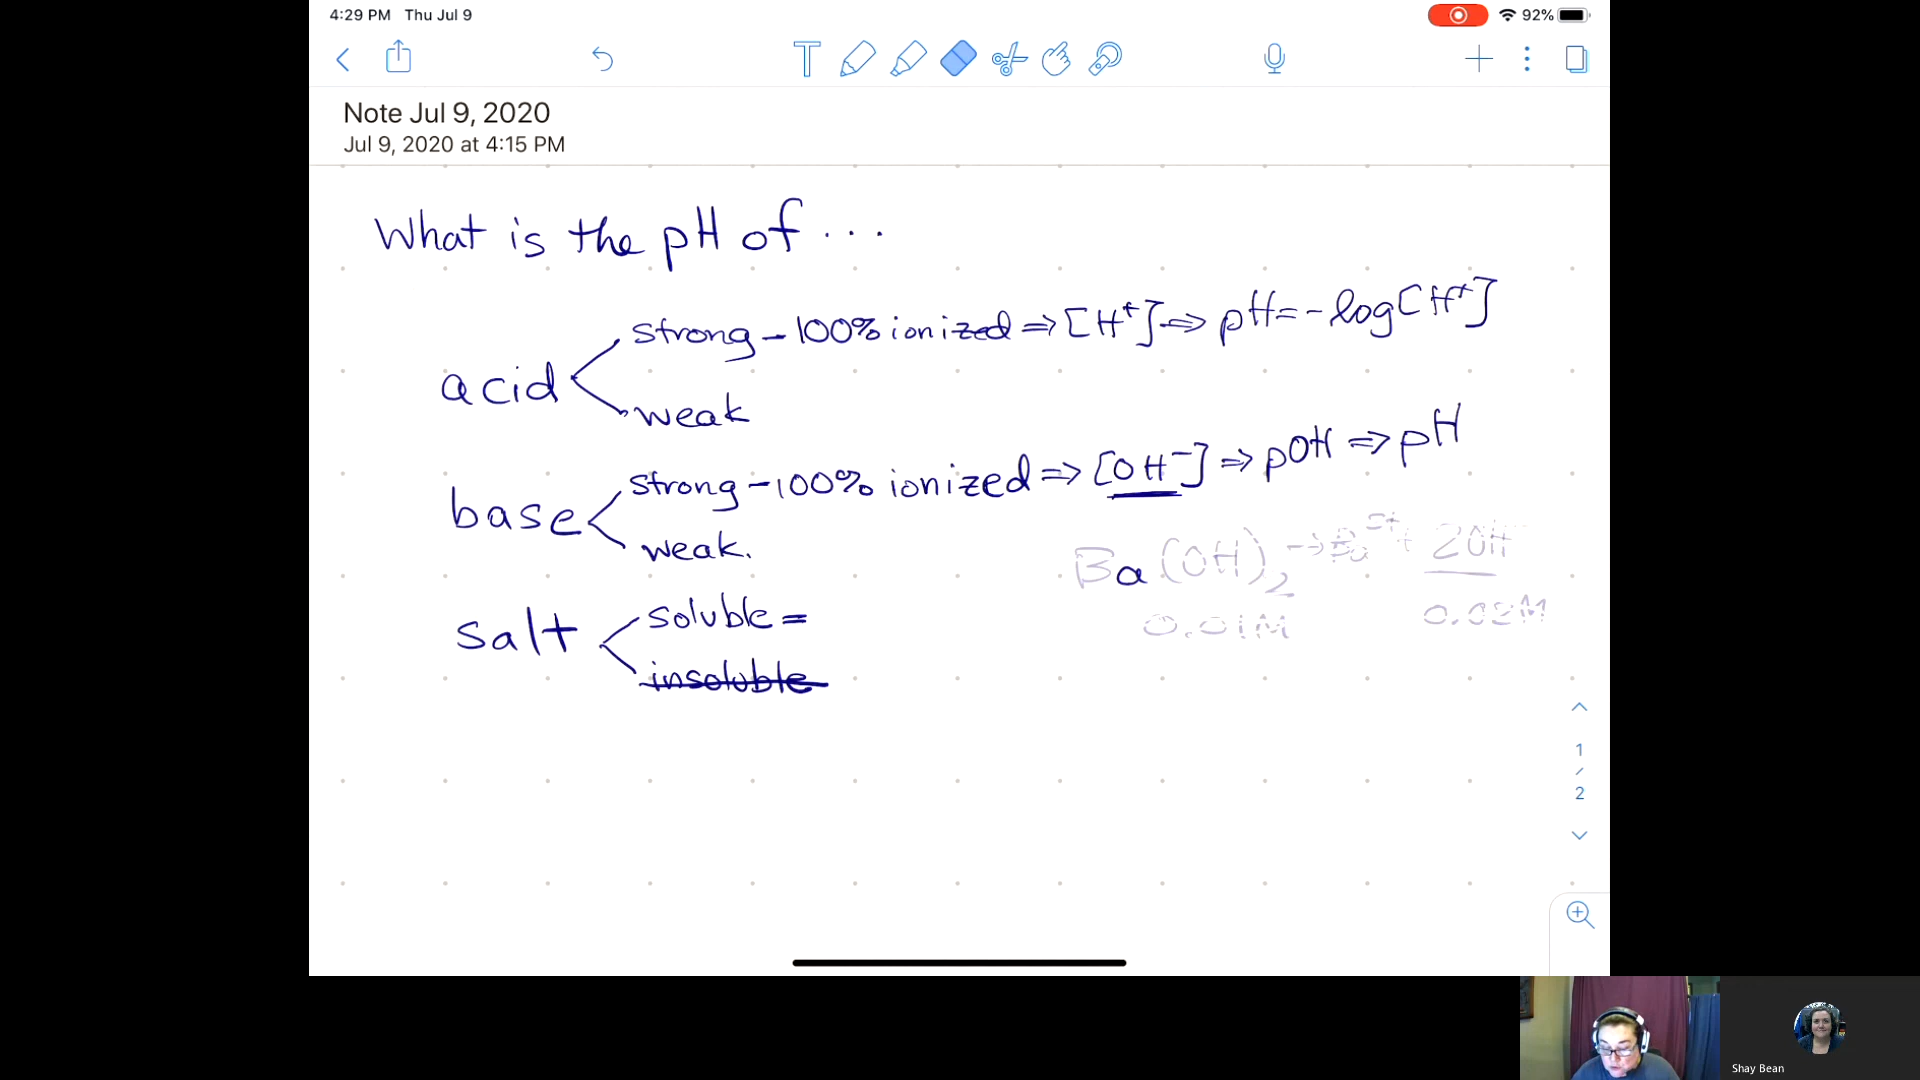 4:29 PM Thu Jul 9
92%
Note Jul 9, 2020
Jul 9, 2020 at 4:15 PM
What is the pH of ...
acid
strong – 100% ionized ⇒ [H⁺] ⇒ pH = -log[H⁺]
weak
base
strong – 100% ionized ⇒ [OH⁻] ⇒ pOH ⇒ pH
weak.
Ba(OH)₂ → Ba²⁺ + 2OH⁻
0.01M 0.02M
salt
soluble =
insoluble
1
/
2
Shay Bean